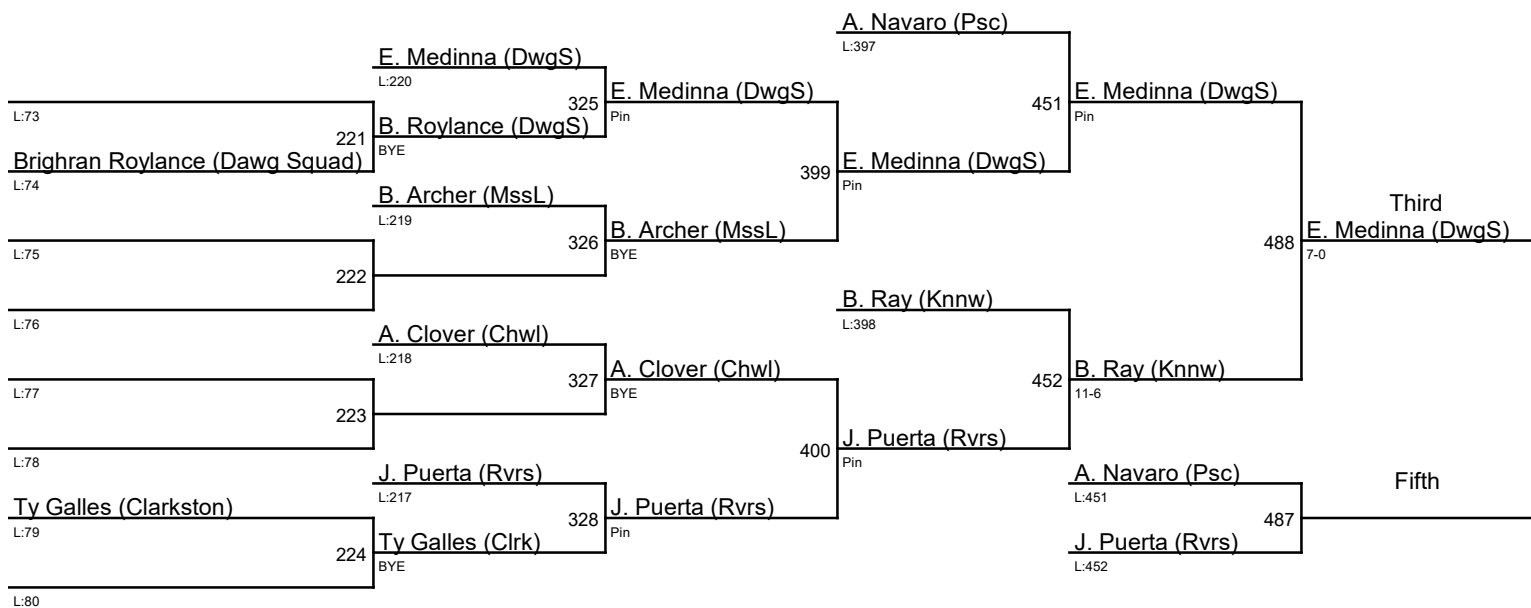 A. Navaro (Psc)
L:397
E. Medinna (DwgS)
L:220
325
E. Medinna (DwgS)
Pin
451
E. Medinna (DwgS)
Pin
L:73
221
B. Roylance (DwgS)
BYE
Brighran Roylance (Dawg Squad)
L:74
399
E. Medinna (DwgS)
Pin
B. Archer (MssL)
L:219
326
B. Archer (MssL)
BYE
Third
488
E. Medinna (DwgS)
7-0
L:75
222
L:76
B. Ray (Knnw)
L:398
A. Clover (Chwl)
L:218
327
A. Clover (Chwl)
BYE
452
B. Ray (Knnw)
11-6
L:77
223
L:78
400
J. Puerta (Rvrs)
Pin
J. Puerta (Rvrs)
L:217
A. Navaro (Psc)
L:451
Fifth
Ty Galles (Clarkston)
L:79
328
J. Puerta (Rvrs)
Pin
487
224
Ty Galles (Clrk)
BYE
J. Puerta (Rvrs)
L:452
L:80